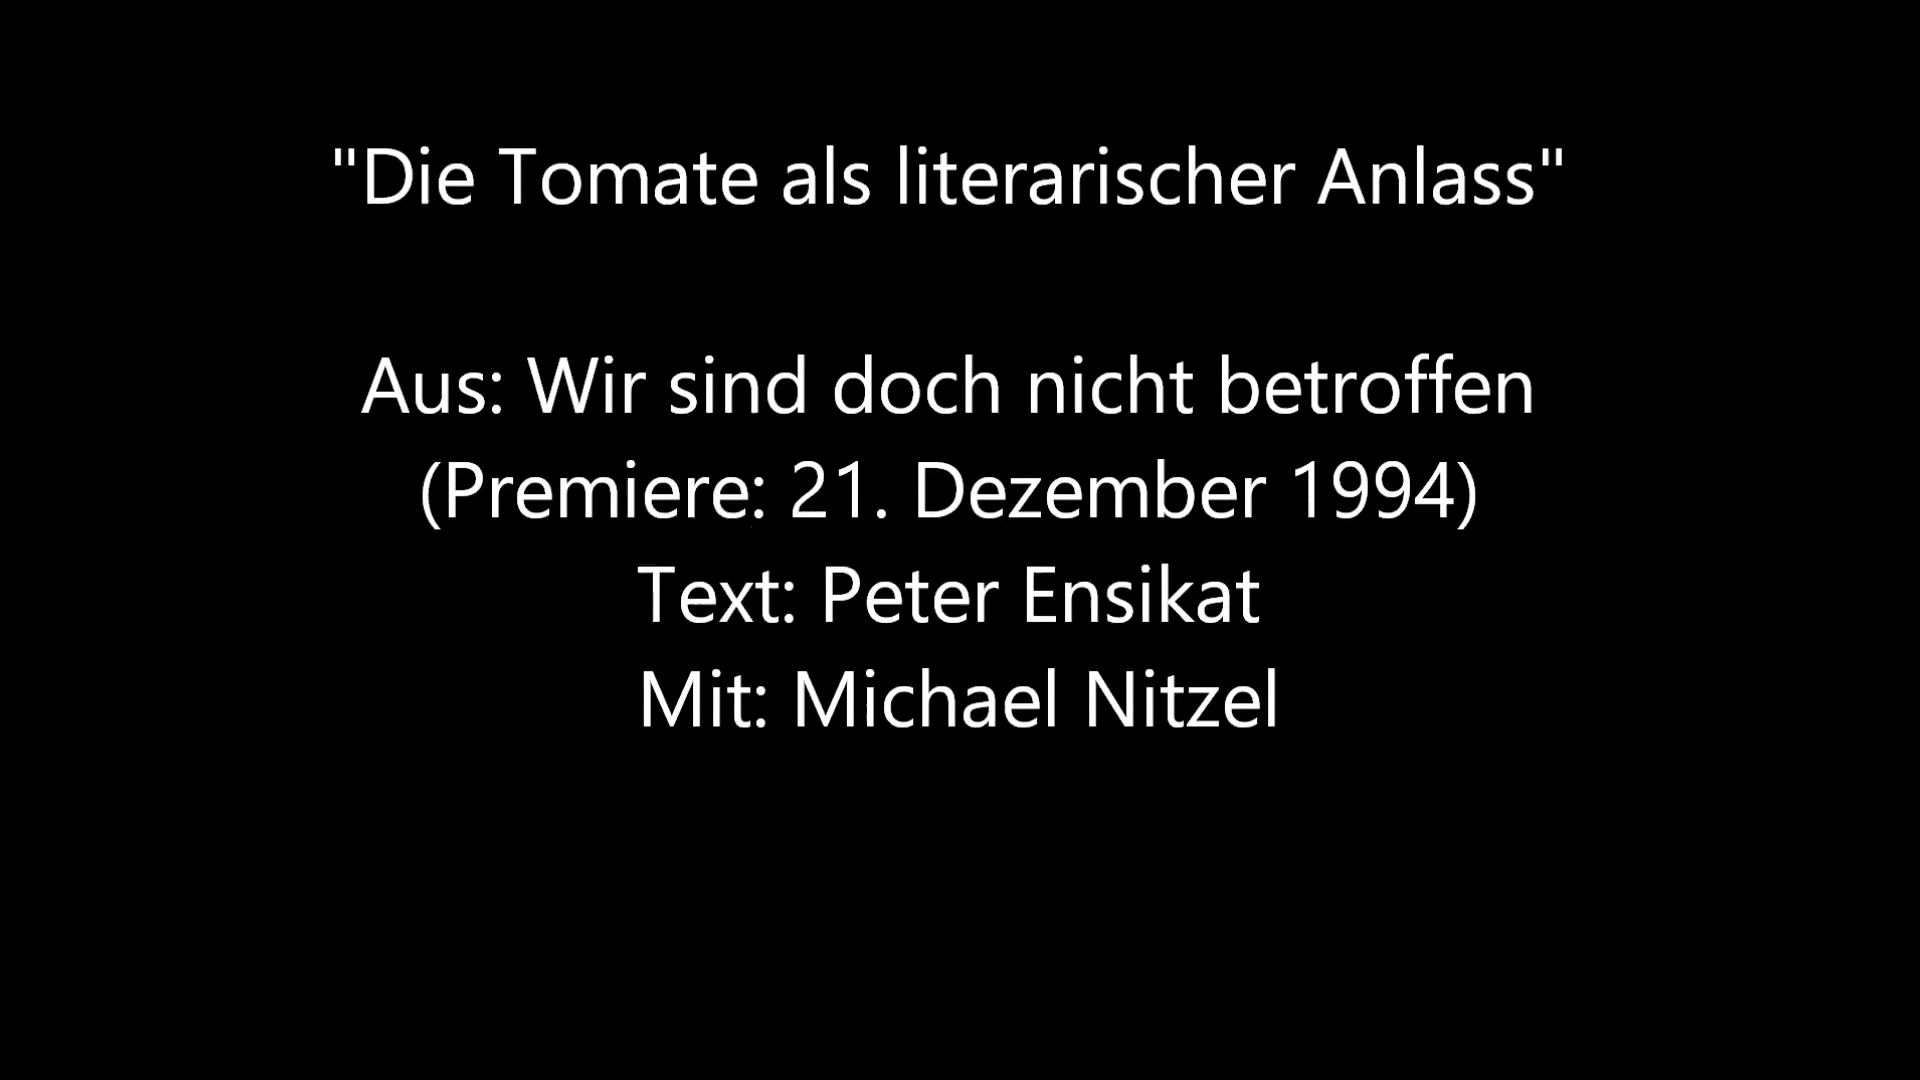 "Die Tomate als literarischer Anlass"
Aus: Wir sind doch nicht betroffen
(Premiere: 21. Dezember 1994)
Text: Peter Ensikat
Mit: Michael Nitzel